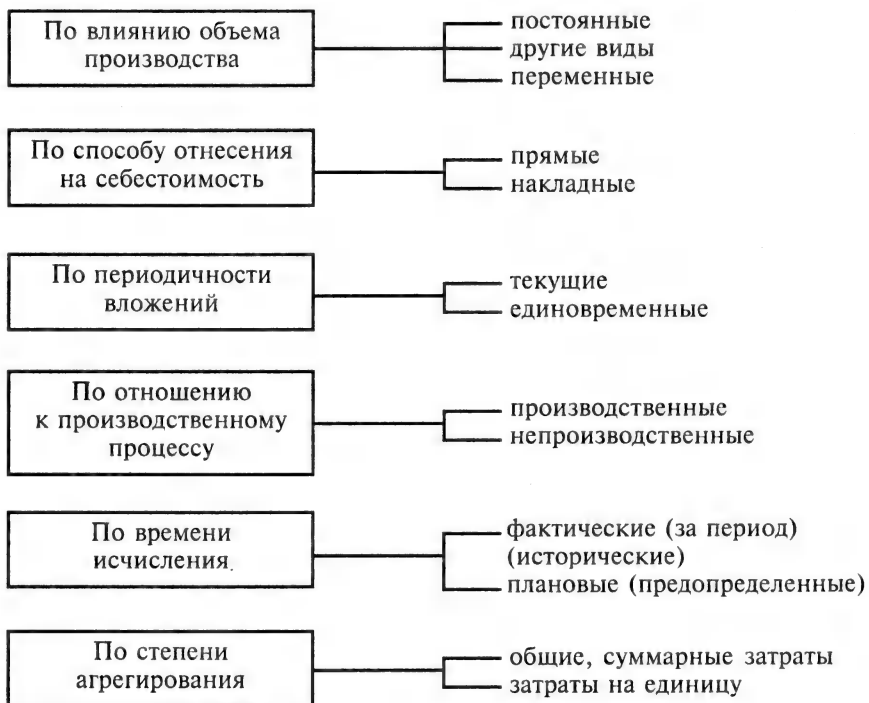 По влиянию объема
производства
постоянные
другие виды
переменные
По способу отнесения
на себестоимость
прямые
накладные
По периодичности
вложений
текущие
единовременные
По отношению
к производственному
процессу
производственные
непроизводственные
По времени
исчисления.
фактические (за период)
(исторические)
плановые (предопределенные)
По степени
агрегирования
общие, суммарные затраты
затраты на единицу